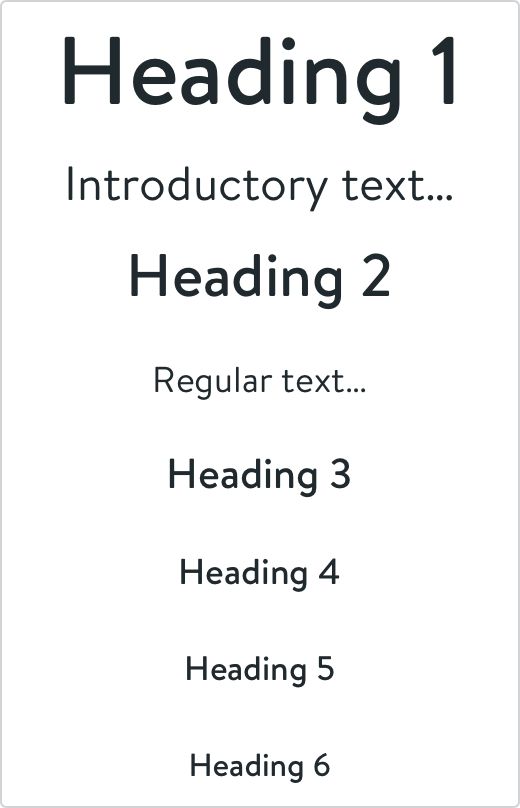 Heading 1
Introductory text...
Heading 2
Regular text...
Heading 3
Heading 4
Heading 5
Heading 6